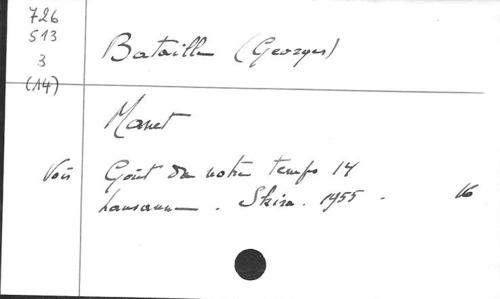 726
513
3
(14)
Bataille (Georges)
Manet
Voir Goût de notre temps 14
Lausanne . Skira . 1955 . 16